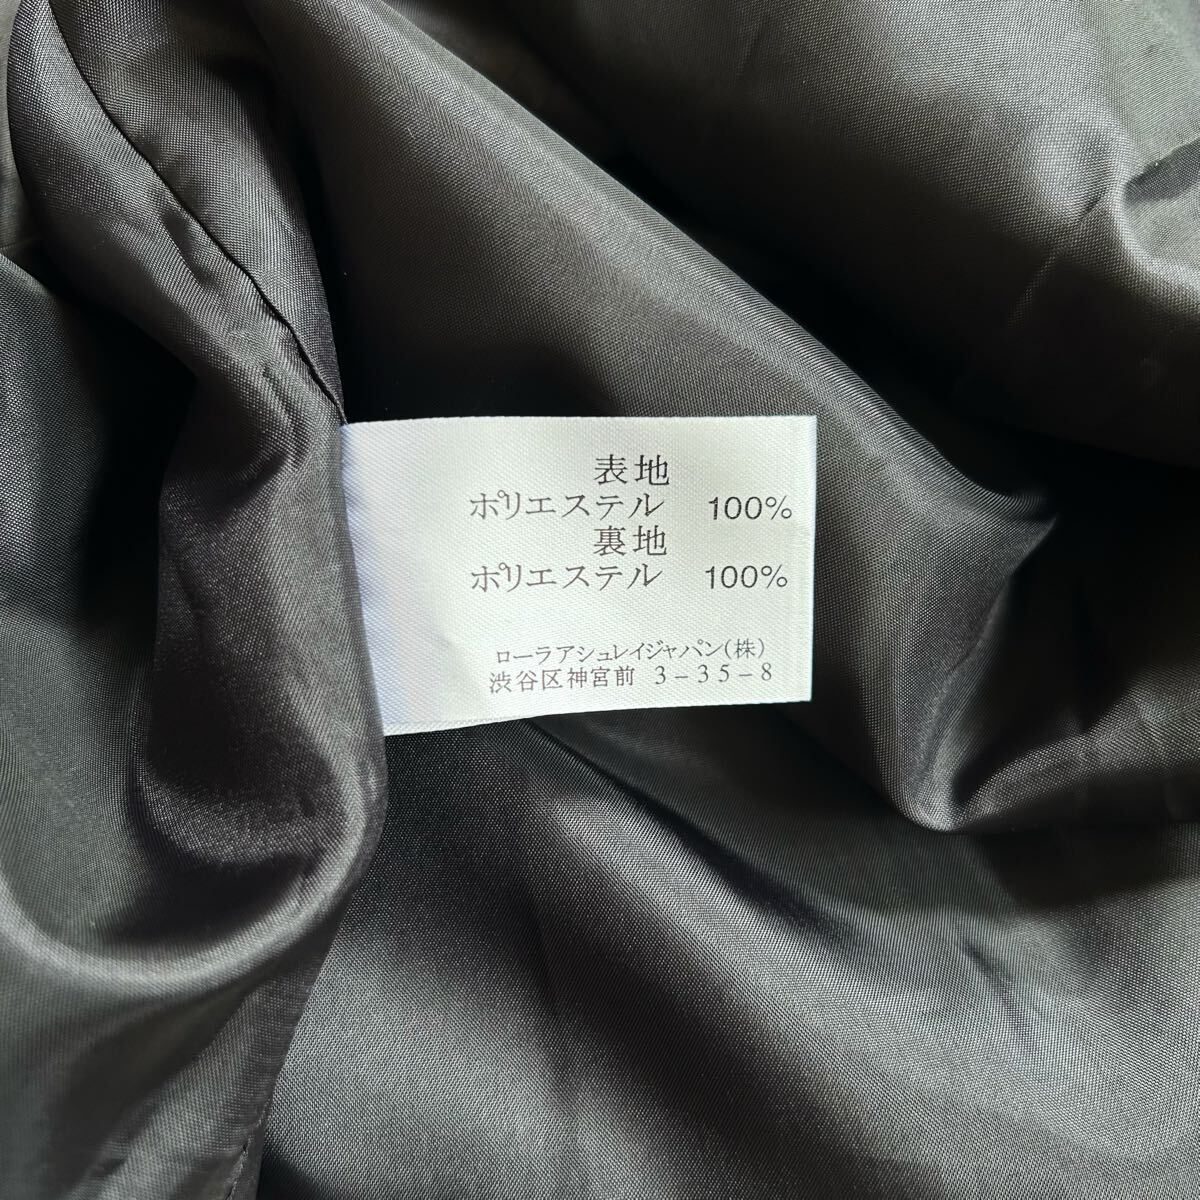 表地
ポリエステル 100%
裏地
ポリエステル 100%
ローラアシュレイジャパン(株)
渋谷区神宮前 3-35-8